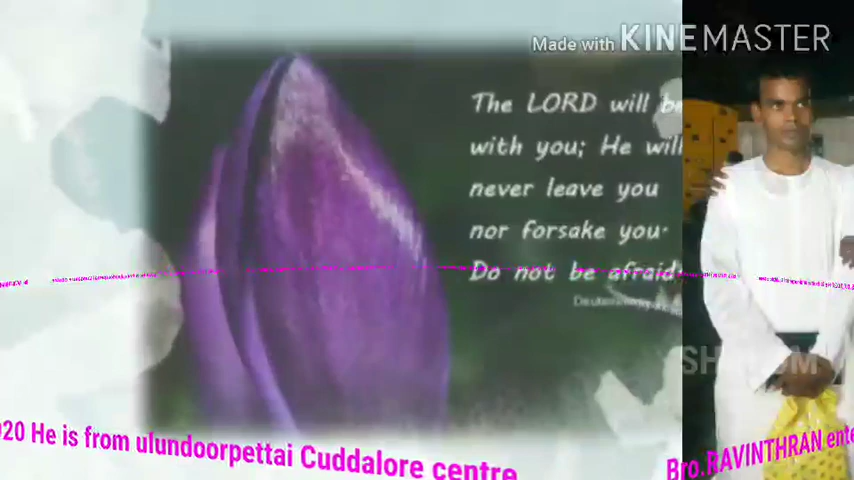 Made with KINEMASTER
The LORD will be
with you; He will
never leave you
nor forsake you.
Do not be afraid;
SHALOM
020 He is from ulundoorpettai Cuddalore centre
Bro.RAVINTHRAN ente